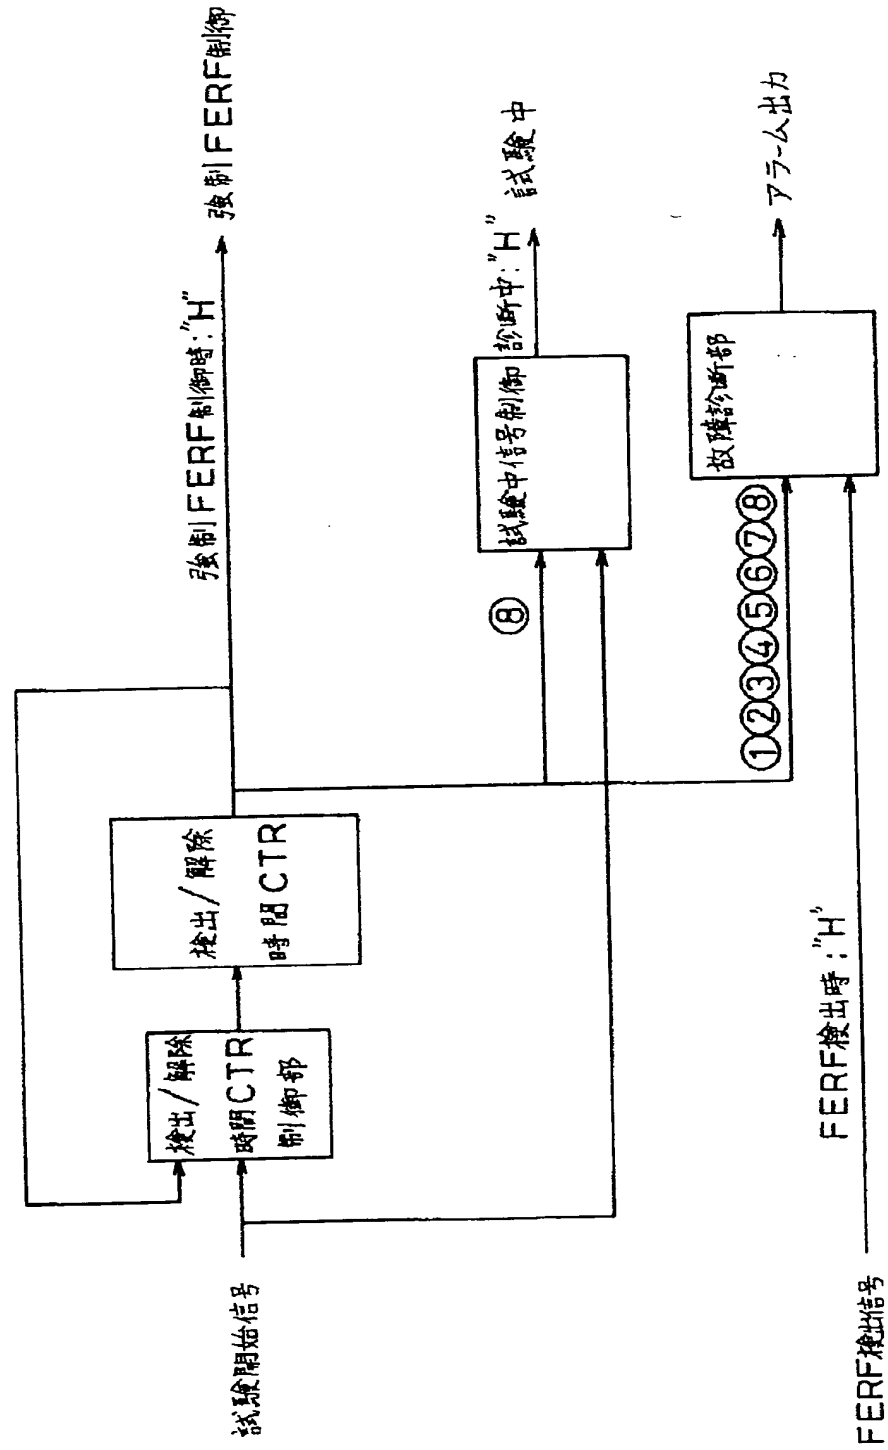 強制FERF制御時:"H"
強制FERF制御
検出/解除
時間CTR
制御部
検出/解除
時間CTR
試験開始信号
⑧
試験中信号制御
診断中:"H"
試験中
①②③④⑤⑥⑦⑧
故障診断部
アラーム出力
FERF検出時:"H"
FERF検出信号